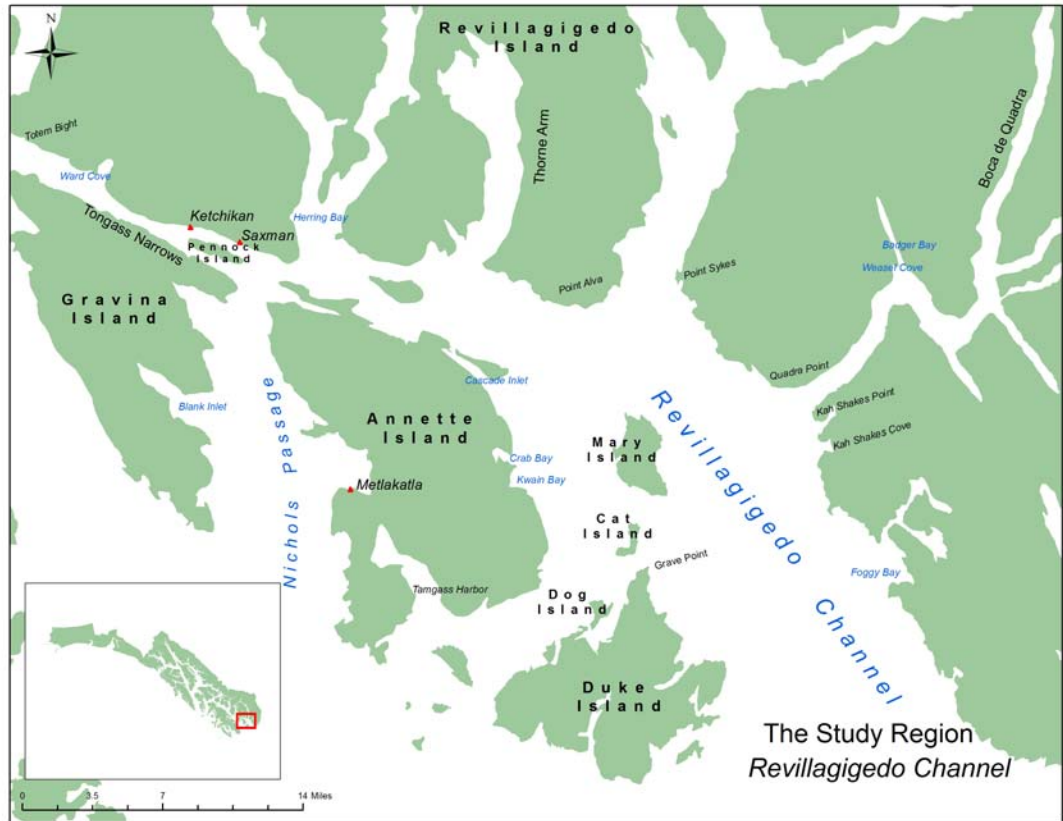 N
Revillagigedo
Island
Totem Bight
Ward Cove
Tongass Narrows
Ketchikan
Saxman
Pennock
Island
Herring Bay
Thorne Arm
Boca de Quadra
Badger Bay
Weasel Cove
Point Alva
Point Sykes
Gravina
Island
Blank Inlet
Nichols Passage
Cascade Inlet
Annette
Island
Quadra Point
Kah Shakes Point
Kah Shakes Cove
Crab Bay
Kwain Bay
Mary
Island
Metlakatla
Cat
Island
Grave Point
Revillagigedo Channel
Foggy Bay
Tamgass Harbor
Dog
Island
Duke
Island
The Study Region
Revillagigedo Channel
0 3.5 7 14 Miles